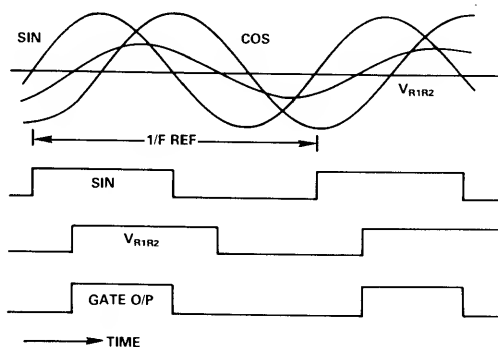 SIN
COS
VR1R2
1/F REF
SIN
VR1R2
GATE O/P
TIME